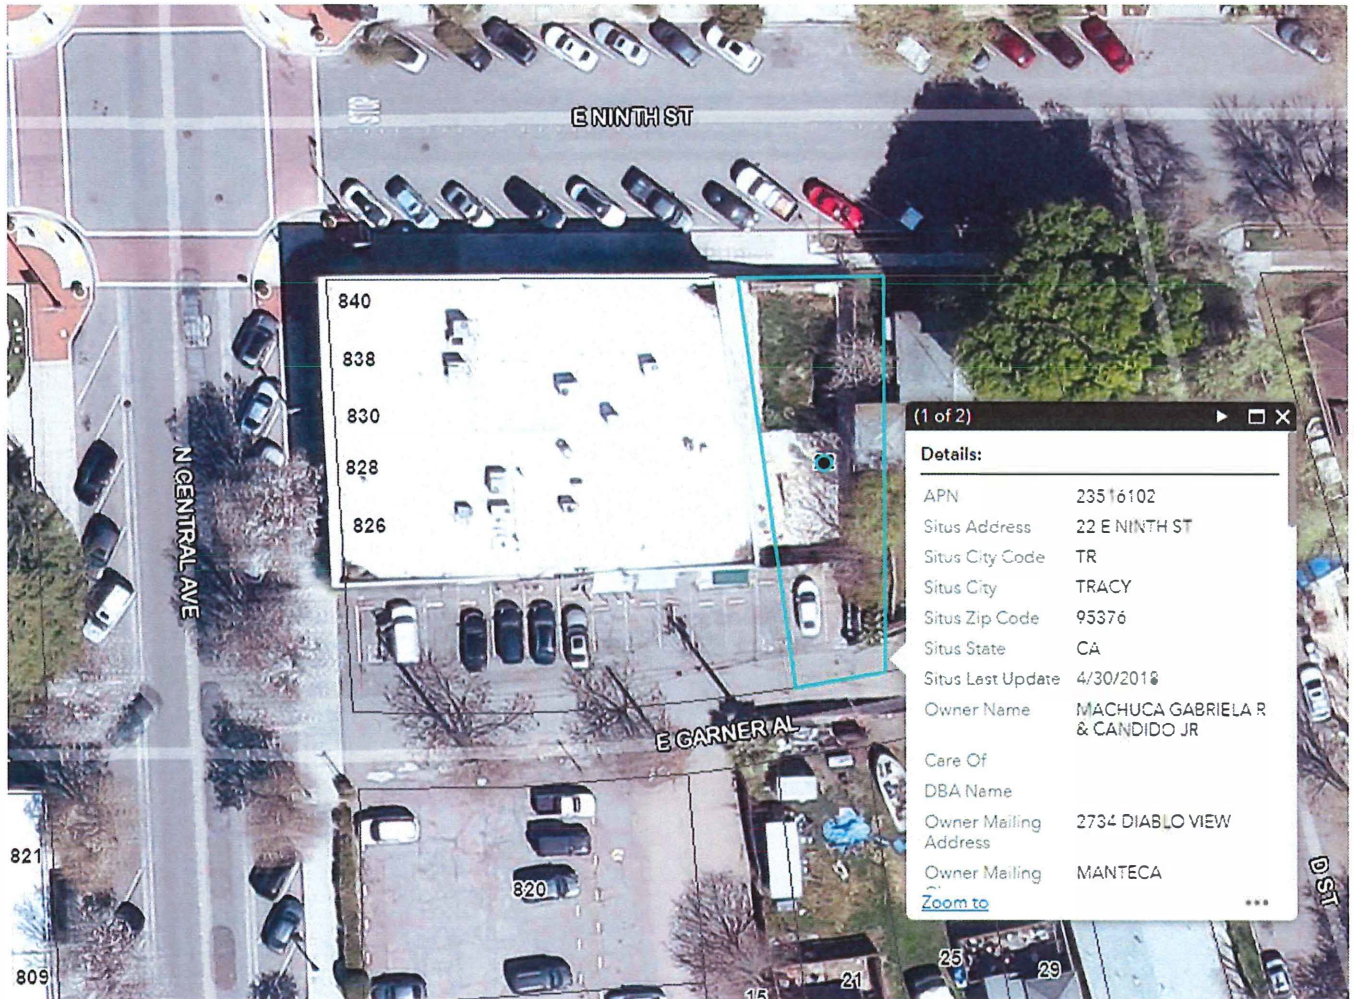 STOP
E NINTH ST
840
838
830
828
826
N CENTRAL AVE
E GARNER AL
821
820
809
15
21
25
29
D ST
(1 of 2)
Details:
APN 23516102
Situs Address 22 E NINTH ST
Situs City Code TR
Situs City TRACY
Situs Zip Code 95376
Situs State CA
Situs Last Update 4/30/2018
Owner Name MACHUCA GABRIELA R
& CANDIDO JR
Care Of
DBA Name
Owner Mailing 2734 DIABLO VIEW
Address
Owner Mailing MANTECA
Zoom to